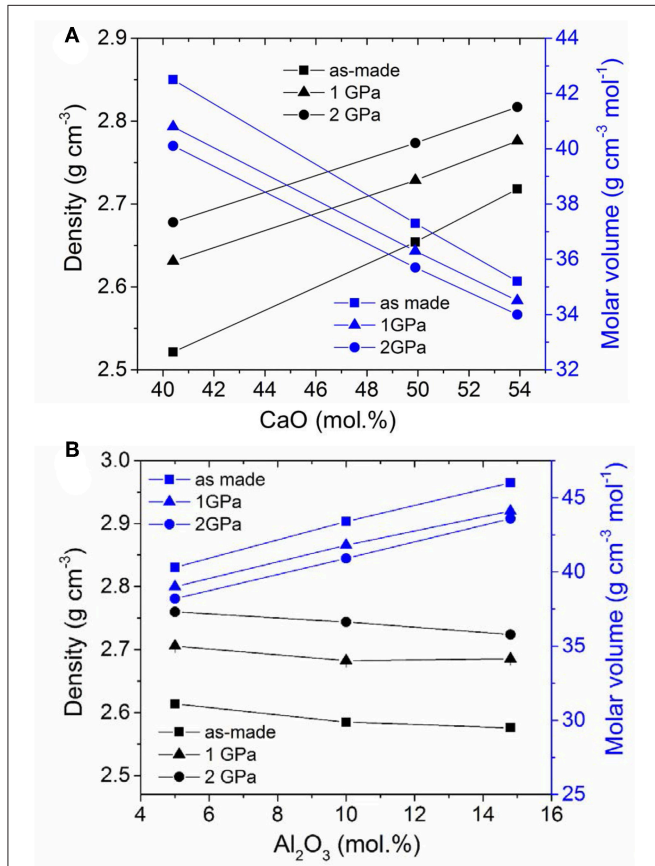 A
2.9
2.8
2.7
2.6
2.5
Density (g cm⁻³)
as-made
1 GPa
2 GPa
as made
1GPa
2GPa
44
42
40
38
36
34
32
Molar volume (g cm⁻³ mol⁻¹)
40 42 44 46 48 50 52 54
CaO (mol.%)
B
3.0
2.9
2.8
2.7
2.6
2.5
Density (g cm⁻³)
as made
1GPa
2GPa
as-made
1 GPa
2 GPa
45
40
35
30
25
Molar volume (g cm⁻³ mol⁻¹)
4 6 8 10 12 14 16
Al₂O₃ (mol.%)